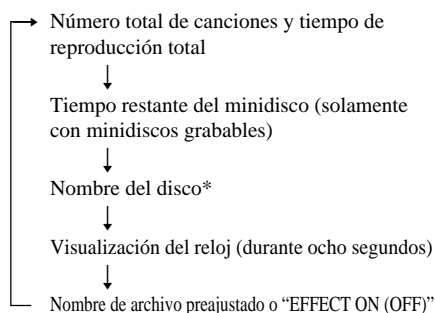 Número total de canciones y tiempo de
reproducción total
Tiempo restante del minidisco (solamente
con minidiscos grabables)
Nombre del disco*
Visualización del reloj (durante ocho segundos)
Nombre de archivo preajustado o “EFFECT ON (OFF)”